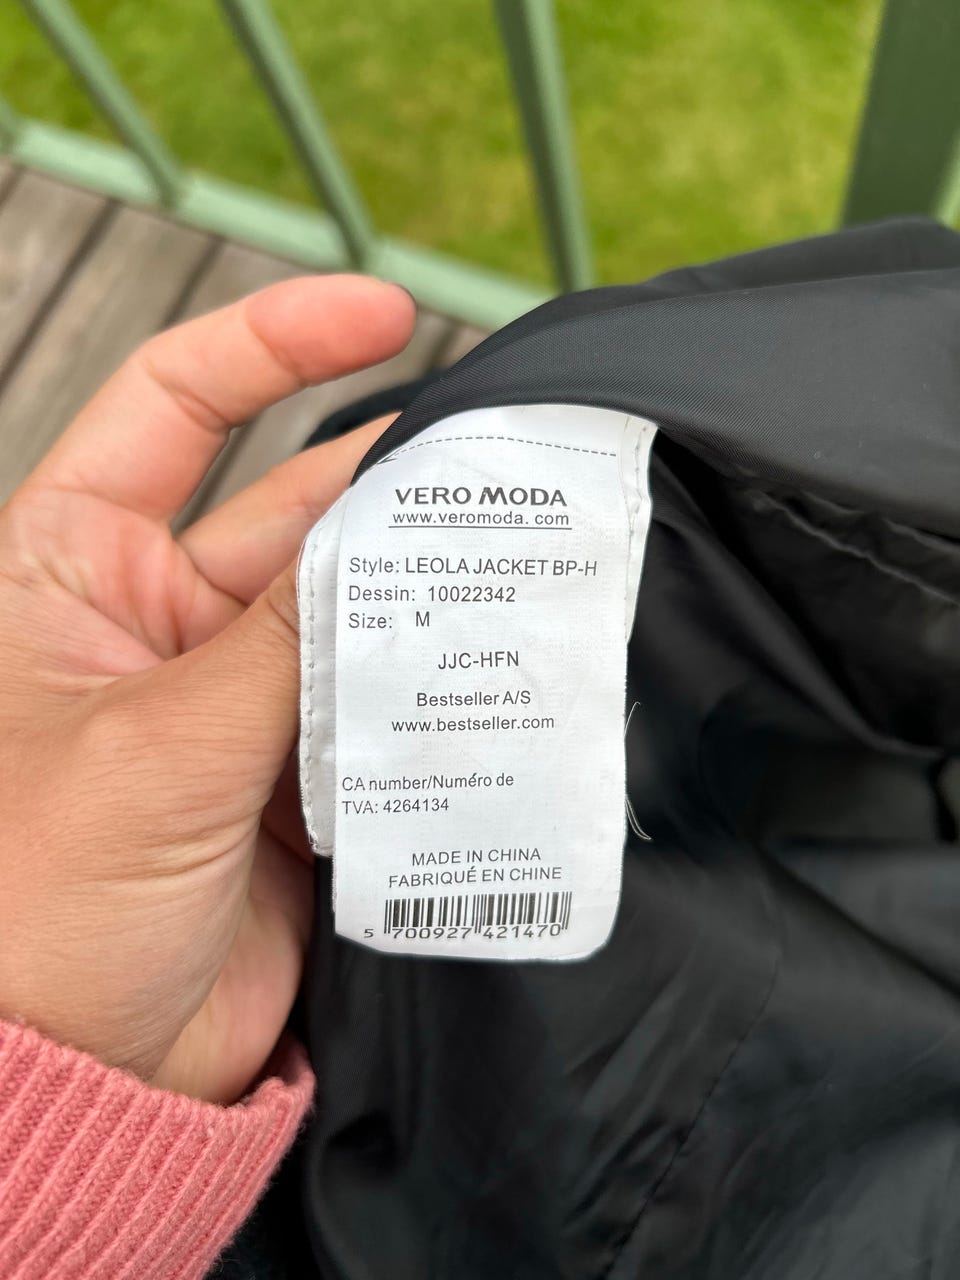 VERO MODA
www.veromoda. com
Style: LEOLA JACKET BP-H
Dessin: 10022342
Size: M
JJC-HFN
Bestseller A/S
www.bestseller.com
CA number/Numéro de
TVA: 4264134
MADE IN CHINA
FABRIQUÉ EN CHINE
5 700927 421470